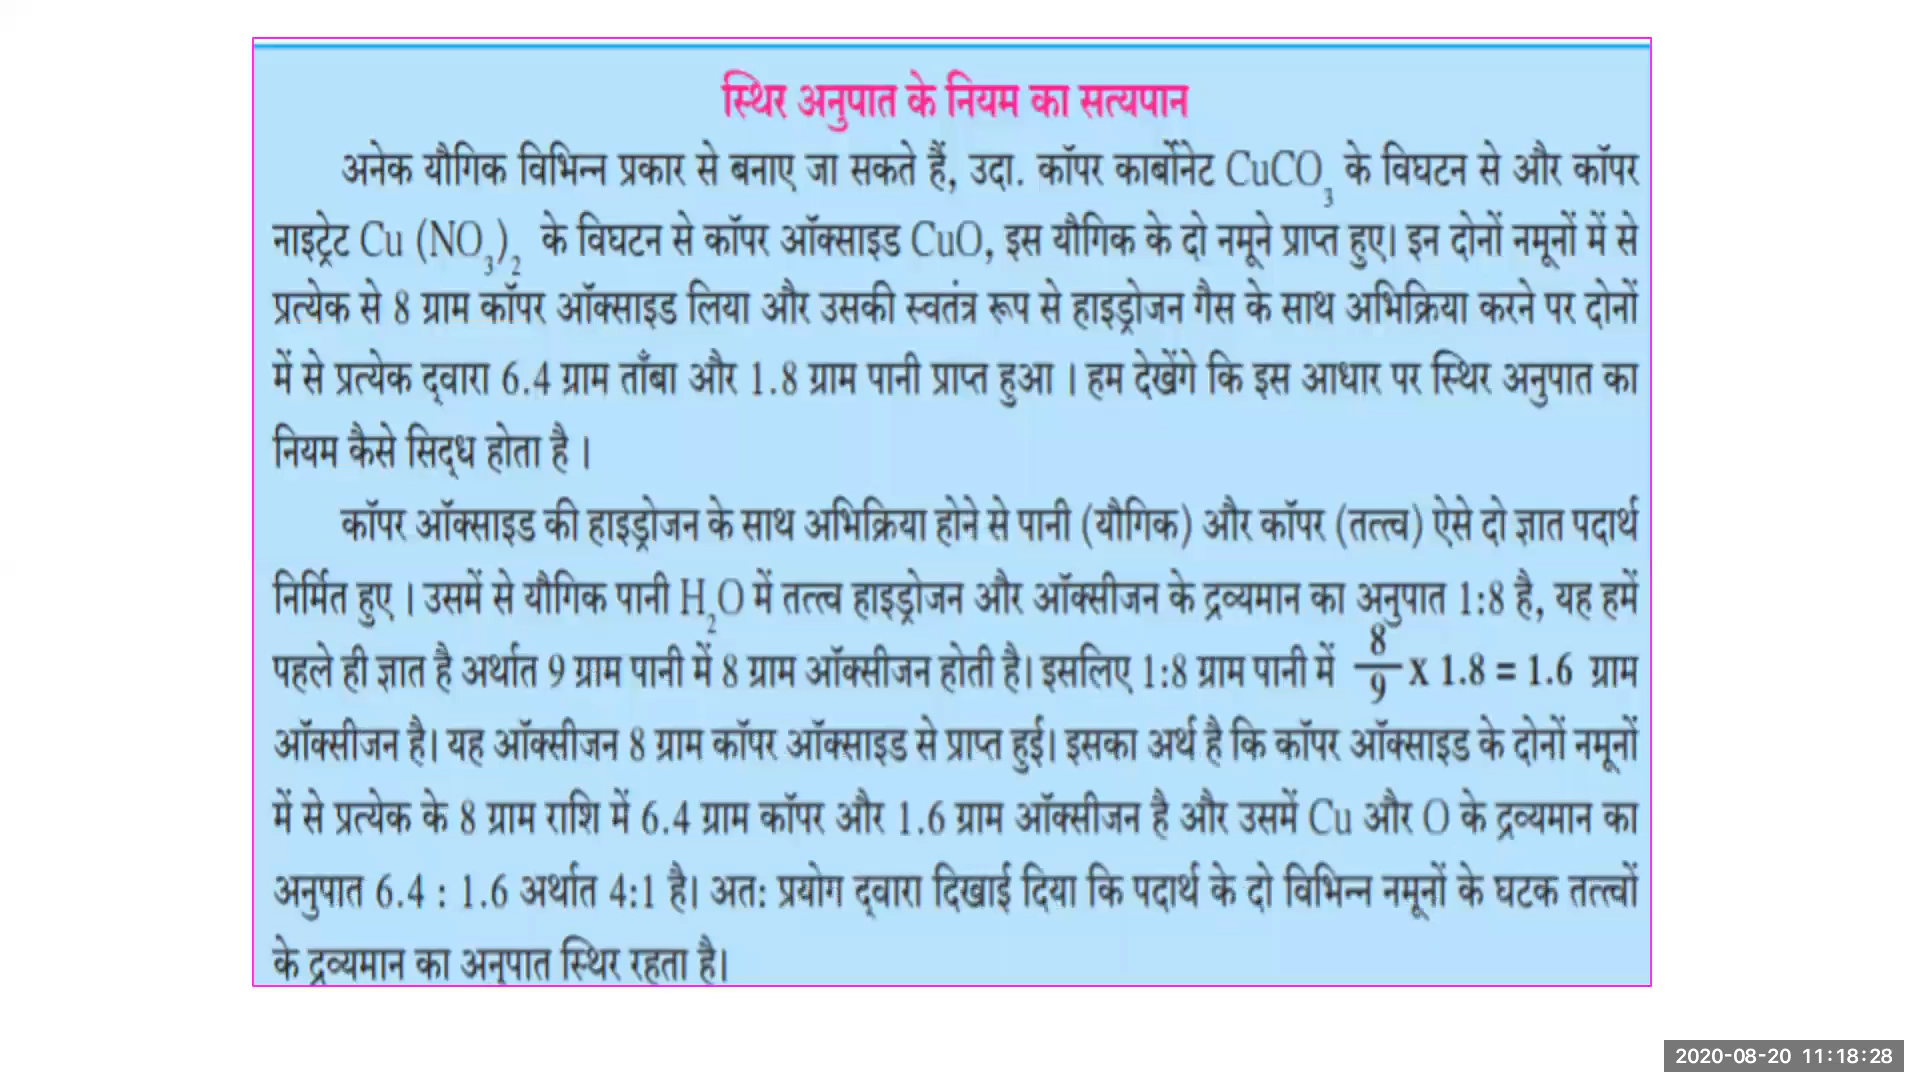 स्थिर अनुपात के नियम का सत्यपान
अनेक यौगिक विभिन्न प्रकार से बनाए जा सकते हैं, उदा. कॉपर कार्बोनेट CuCO₃ के विघटन से और कॉपर
नाइट्रेट Cu (NO₃)₂ के विघटन से कॉपर ऑक्साइड CuO, इस यौगिक के दो नमूने प्राप्त हुए। इन दोनों नमूनों में से
प्रत्येक से 8 ग्राम कॉपर ऑक्साइड लिया और उसकी स्वतंत्र रूप से हाइड्रोजन गैस के साथ अभिक्रिया करने पर दोनों
में से प्रत्येक द्वारा 6.4 ग्राम ताँबा और 1.8 ग्राम पानी प्राप्त हुआ । हम देखेंगे कि इस आधार पर स्थिर अनुपात का
नियम कैसे सिद्ध होता है ।
कॉपर ऑक्साइड की हाइड्रोजन के साथ अभिक्रिया होने से पानी (यौगिक) और कॉपर (तत्त्व) ऐसे दो ज्ञात पदार्थ
निर्मित हुए । उसमें से यौगिक पानी H₂O में तत्त्व हाइड्रोजन और ऑक्सीजन के द्रव्यमान का अनुपात 1:8 है, यह हमें
पहले ही ज्ञात है अर्थात 9 ग्राम पानी में 8 ग्राम ऑक्सीजन होती है। इसलिए 1:8 ग्राम पानी में 8/9 x 1.8 = 1.6 ग्राम
ऑक्सीजन है। यह ऑक्सीजन 8 ग्राम कॉपर ऑक्साइड से प्राप्त हुई। इसका अर्थ है कि कॉपर ऑक्साइड के दोनों नमूनों
में से प्रत्येक के 8 ग्राम राशि में 6.4 ग्राम कॉपर और 1.6 ग्राम ऑक्सीजन है और उसमें Cu और O के द्रव्यमान का
अनुपात 6.4 : 1.6 अर्थात 4:1 है। अत: प्रयोग द्वारा दिखाई दिया कि पदार्थ के दो विभिन्न नमूनों के घटक तत्त्वों
के द्रव्यमान का अनुपात स्थिर रहता है।
2020-08-20 11:18:28